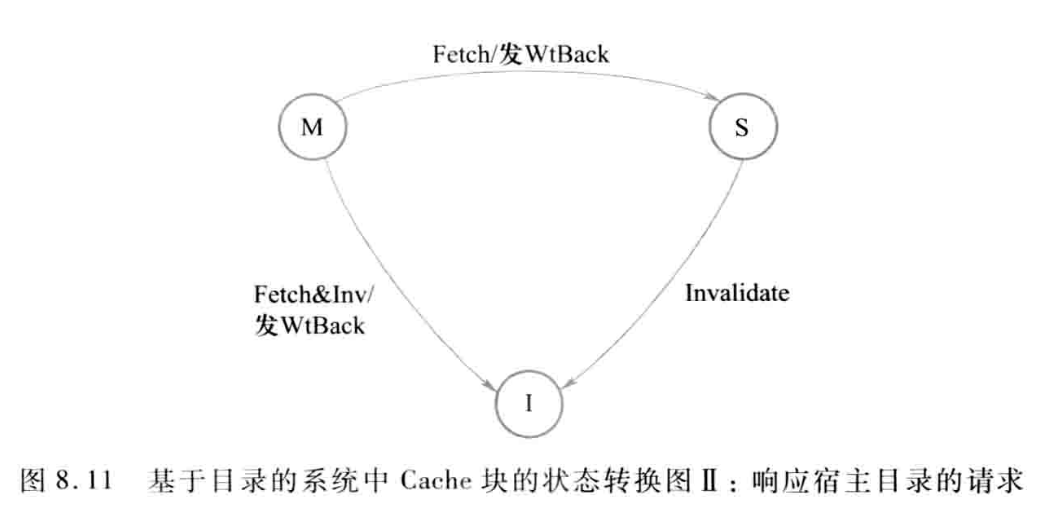 Fetch/发WtBack
M
S
Fetch&Inv/
发WtBack
Invalidate
I
图 8.11 基于目录的系统中 Cache 块的状态转换图Ⅱ:响应宿主目录的请求